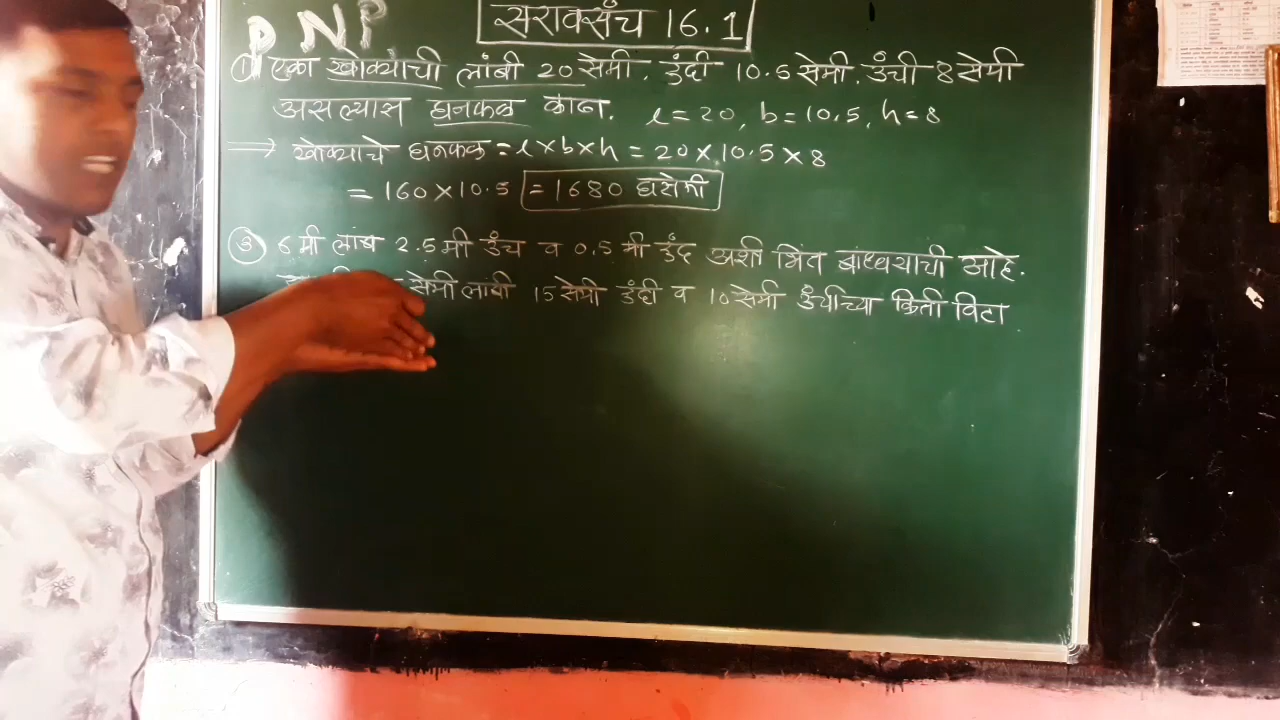 DNP
सरावसंच 16.1
① एका खोक्याची लांबी 20 सेमी. रुंदी 10.5 सेमी. उंची 8 सेमी
असल्यास घनफळ काढा. l = 20, b = 10.5, h = 8
⟹ खोक्याचे घनफळ = l × b × h = 20 × 10.5 × 8
= 160 × 10.5 = 1680 घसेमी
③ 6 मी लांब 2.5 मी उंच व 0.5 मी रुंद अशी भिंत बांधायची आहे.
सेमी लांबी 15 सेमी रुंदी व 10 सेमी उंचीच्या किती विटा